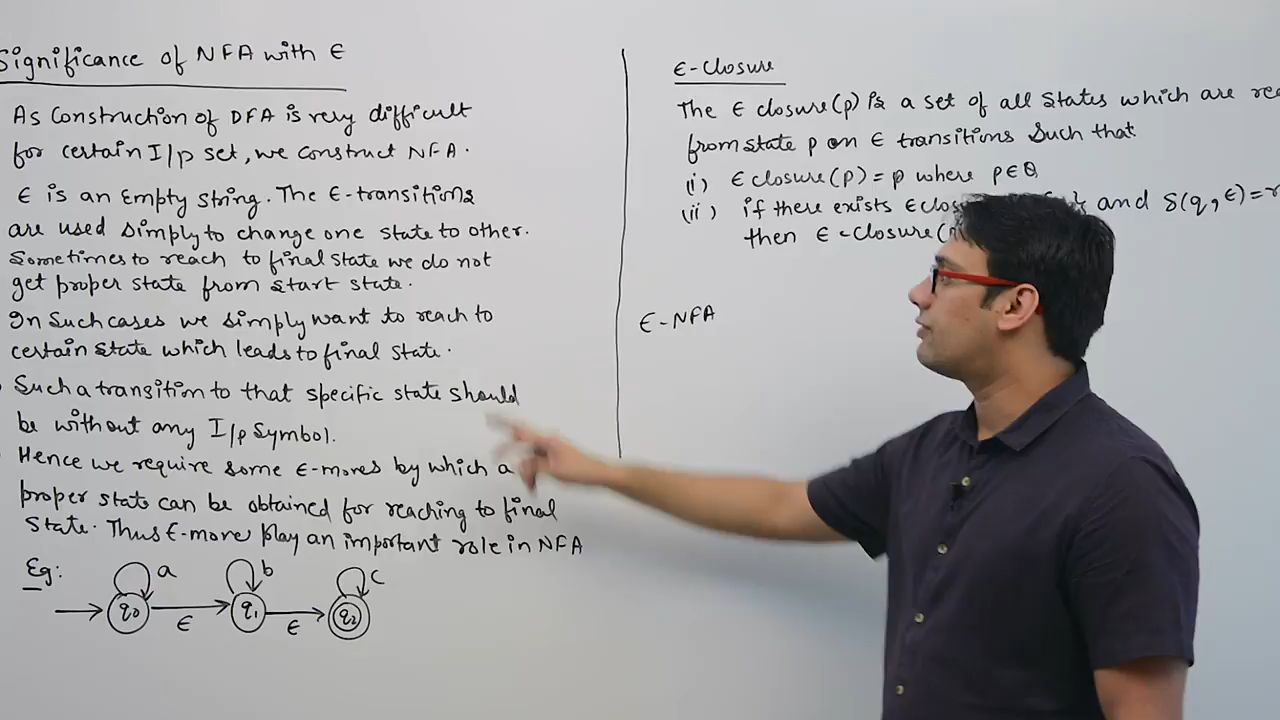 Significance of NFA with ϵ
As Construction of DFA is very difficult
for certain I/p set, we construct NFA.
ϵ is an Empty string. The ϵ-transitions
are used simply to change one state to other.
Sometimes to reach to final state we do not
get proper state from start state.
In Such cases we simply want to reach to
certain state which leads to final state.
Such a transition to that specific state should
be without any I/p Symbol.
Hence we require some ϵ-moves by which a
proper state can be obtained for reaching to final
State. Thus ϵ-move play an important role in NFA
Eg:
a b c
q0 q1 q2
ϵ ϵ
ϵ-closure
The ϵ closure(p) is a set of all states which are
from state p on ϵ transitions such that
(i) ϵ closure(p) = p where p∈Q
(ii) if there exists and δ(q, ϵ) =
then ϵ-closure(
ϵ-NFA